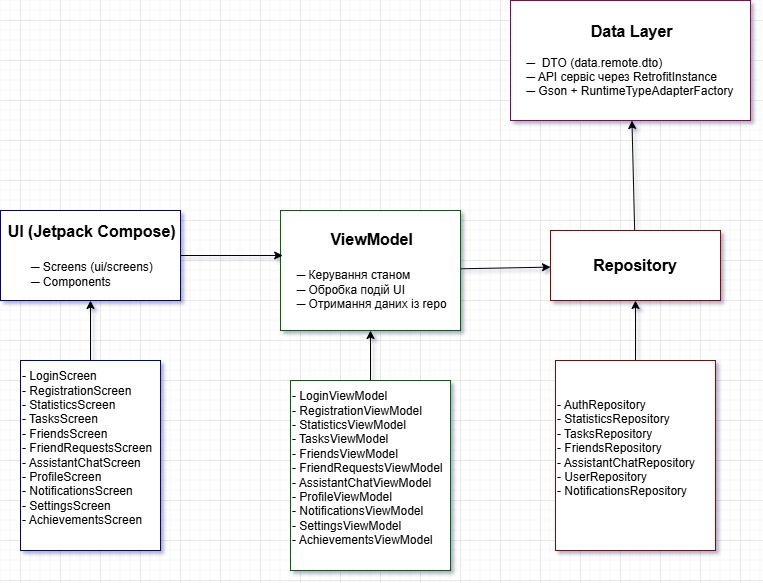 Data Layer
— DTO (data.remote.dto)
— API сервіс через RetrofitInstance
— Gson + RuntimeTypeAdapterFactory
UI (Jetpack Compose)
— Screens (ui/screens)
— Components
ViewModel
— Керування станом
— Обробка подій UI
— Отримання даних із repo
Repository
- LoginScreen
- RegistrationScreen
- StatisticsScreen
- TasksScreen
- FriendsScreen
- FriendRequestsScreen
- AssistantChatScreen
- ProfileScreen
- NotificationsScreen
- SettingsScreen
- AchievementsScreen
- LoginViewModel
- RegistrationViewModel
- StatisticsViewModel
- TasksViewModel
- FriendsViewModel
- FriendRequestsViewModel
- AssistantChatViewModel
- ProfileViewModel
- NotificationsViewModel
- SettingsViewModel
- AchievementsViewModel
- AuthRepository
- StatisticsRepository
- TasksRepository
- FriendsRepository
- AssistantChatRepository
- UserRepository
- NotificationsRepository